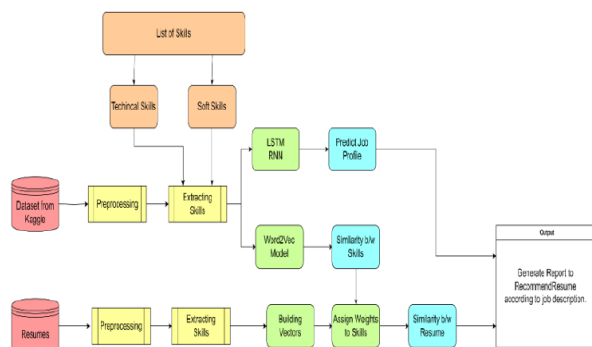 List of Skills
Techincal Skills
Soft Skills
LSTM
RNN
Predict Job
Profile
Dataset from
Kaggle
Preprocessing
Extracting
Skills
Word2Vec
Model
Similarity b/w
Skills
Output
Generate Report to
RecommendResume
according to job description.
Resumes
Preprocessing
Extracting
Skills
Building
Vectors
Assign Weights
to Skills
Similarity b/w
Resume